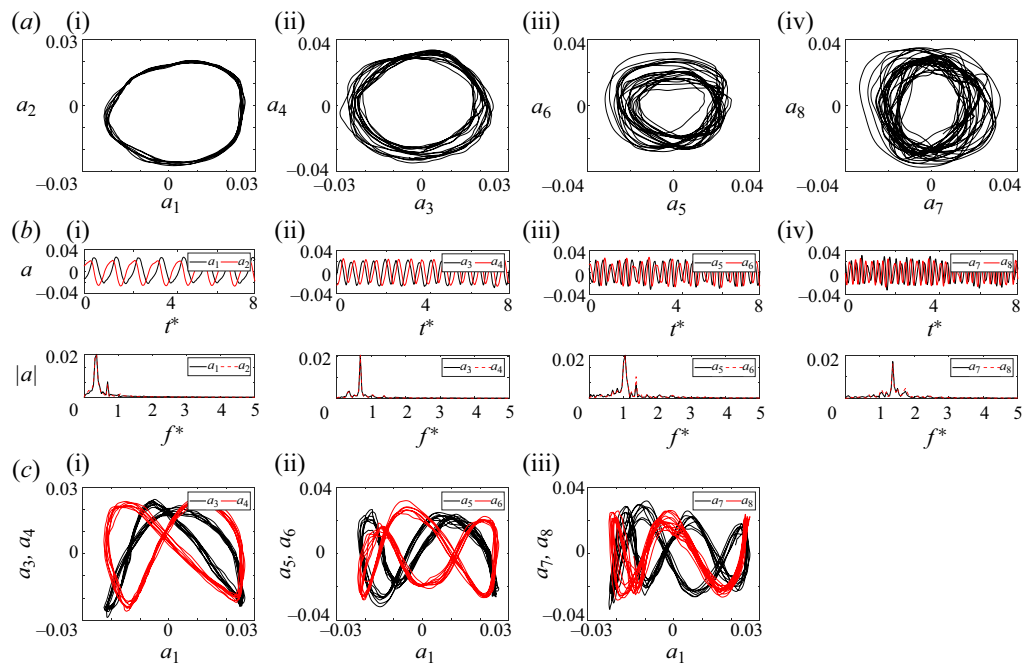 (a) (i) (ii) (iii) (iv)
0.03 0.04 0.04 0.04
a2 0 a4 0 a6 0 a8 0
−0.03 −0.04 −0.04
−0.03 0 0.03 −0.04 0 0.04 0 0.04 −0.04 0 0.04
a1 a3 a5 a7
(b) (i) (ii) (iii) (iv)
0.04 a1 a2 0.04 a3 a4 0.04 a5 a6 0.04 a7 a8
a 0 0 0 0
−0.04 −0.04 −0.04 −0.04
0 4 8 0 4 8 0 4 8 0 4 8
t* t* t* t*
0.02 a1 a2 0.02 a3 a4 0.02 a5 a6 0.02 a7 a8
|a|
0 1 2 3 4 5 0 1 2 3 4 5 0 1 2 3 4 5 0 1 2 3 4 5
f* f* f* f*
(c) (i) (ii) (iii)
0.03 a3 a4 0.04 a5 a6 0.04 a7 a8
a3, a4 0 a5, a6 0 a7, a8 0
−0.03 −0.04 −0.04
0 0.03 −0.03 0 0.03 −0.03 0 0.03
a1 a1 a1